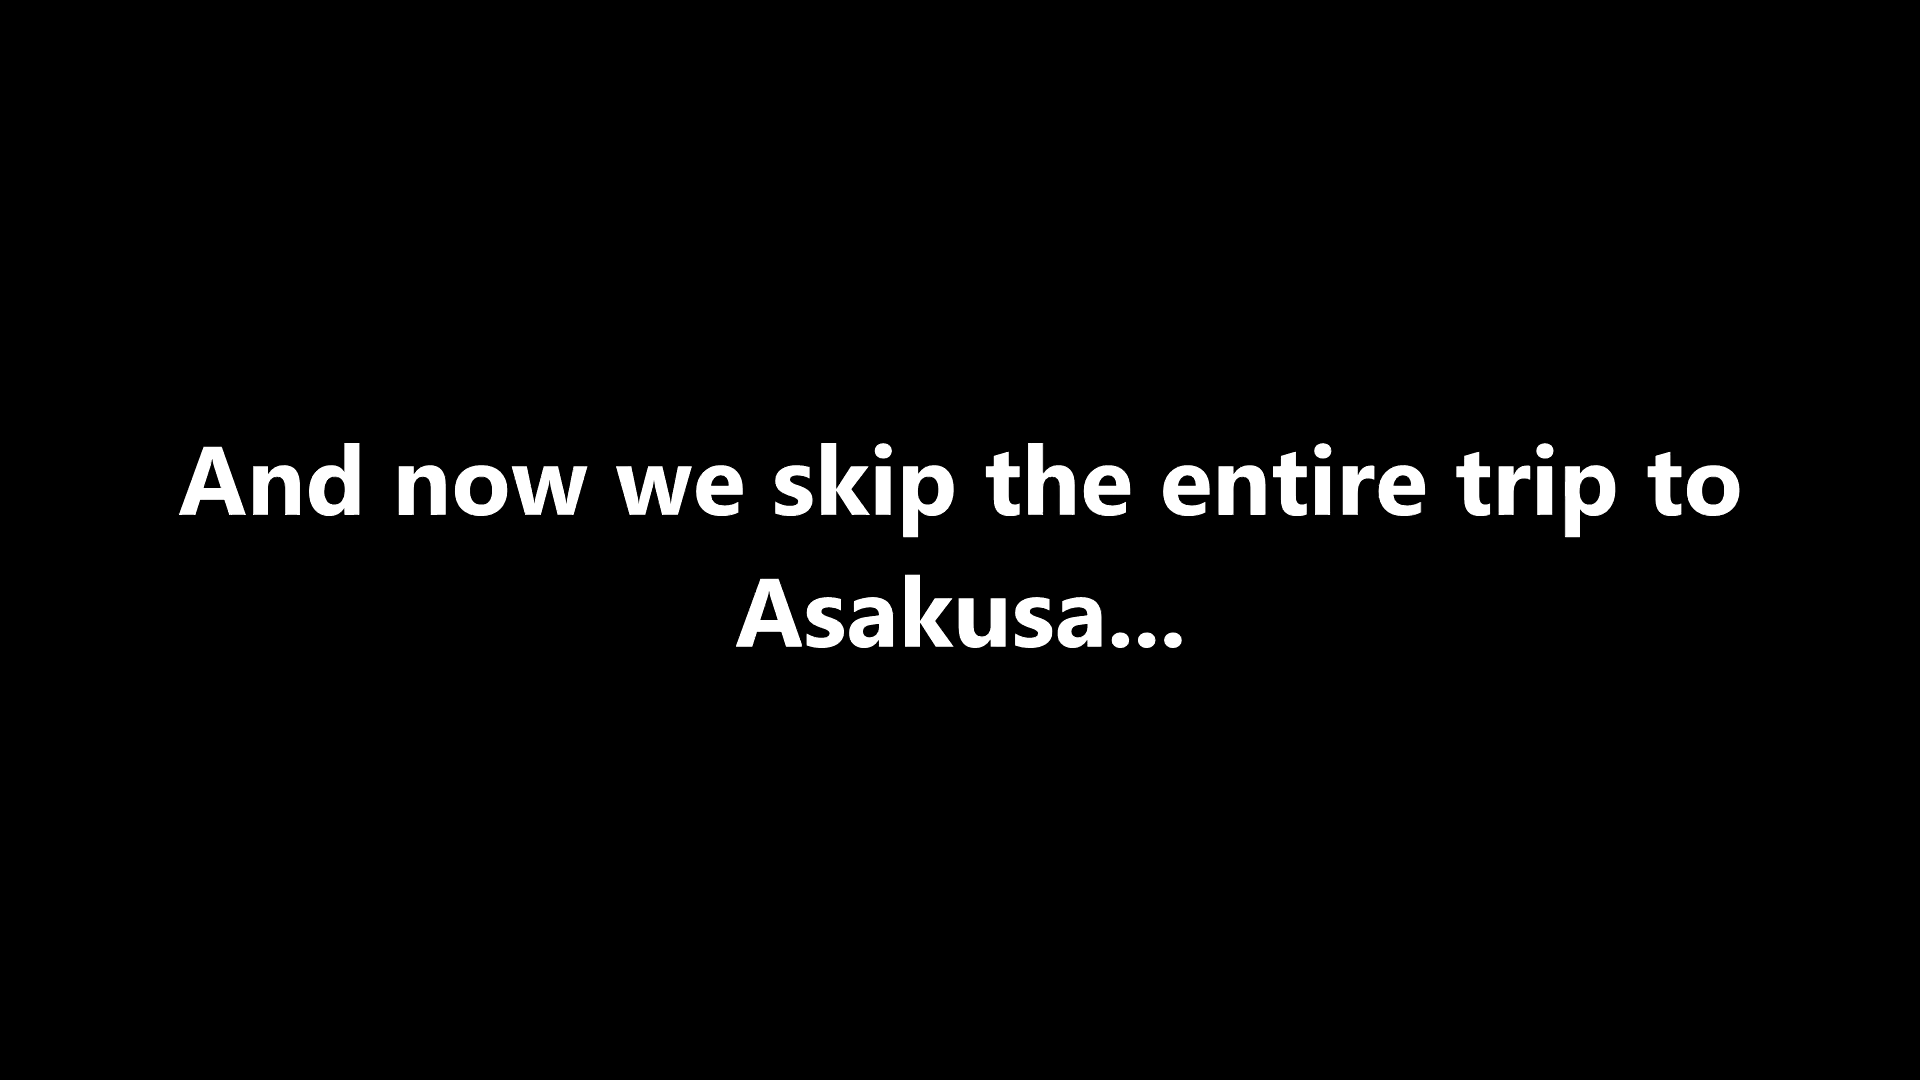 And now we skip the entire trip to
Asakusa...